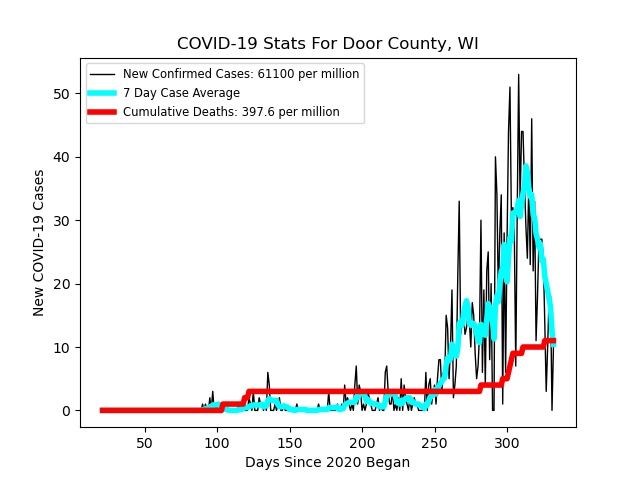 COVID-19 Stats For Door County, WI
New Confirmed Cases: 61100 per million
7 Day Case Average
Cumulative Deaths: 397.6 per million
New COVID-19 Cases
50
40
30
20
10
0
50 100 150 200 250 300
Days Since 2020 Began